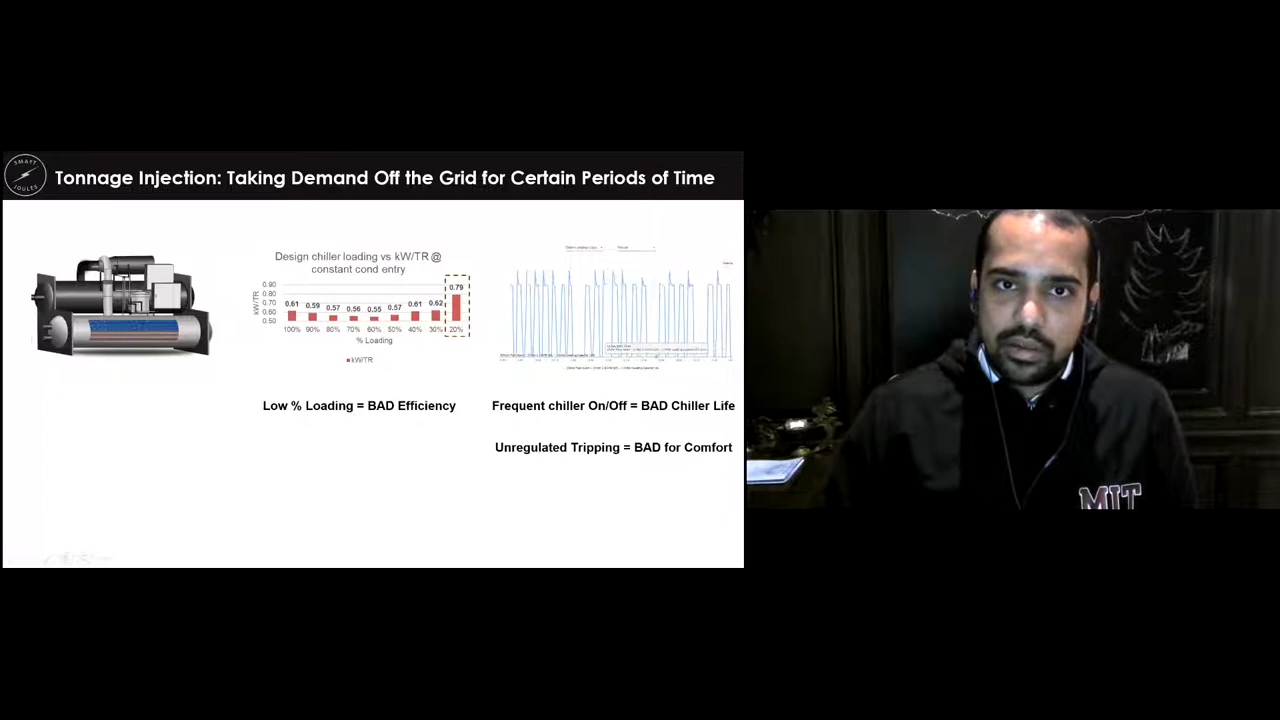 SMART
JOULES
Tonnage Injection: Taking Demand Off the Grid for Certain Periods of Time
Design chiller loading vs kW/TR @
constant cond entry
kW/TR
0.90
0.80
0.70
0.60
0.50
0.61 0.59 0.57 0.56 0.55 0.57 0.61 0.62 0.79
100% 90% 80% 70% 60% 50% 40% 30% 20%
% Loading
kW/TR
Low % Loading = BAD Efficiency
Frequent chiller On/Off = BAD Chiller Life
Unregulated Tripping = BAD for Comfort
MIT